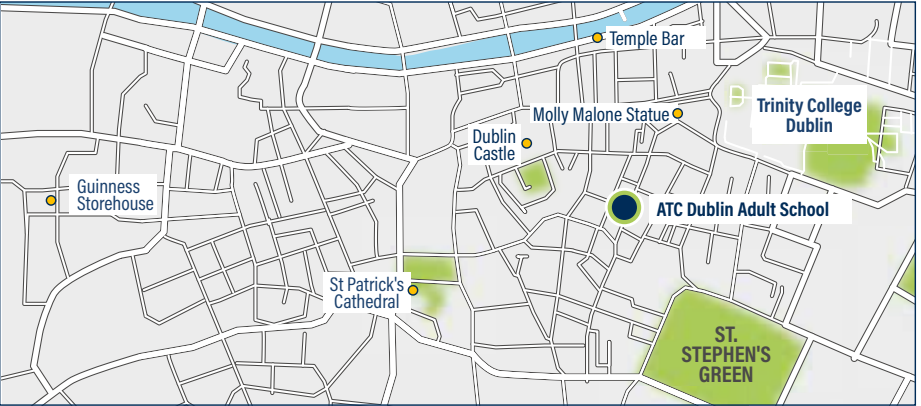 Temple Bar
Molly Malone Statue
Trinity College
Dublin
Dublin
Castle
Guinness
Storehouse
ATC Dublin Adult School
St Patrick's
Cathedral
ST.
STEPHEN'S
GREEN